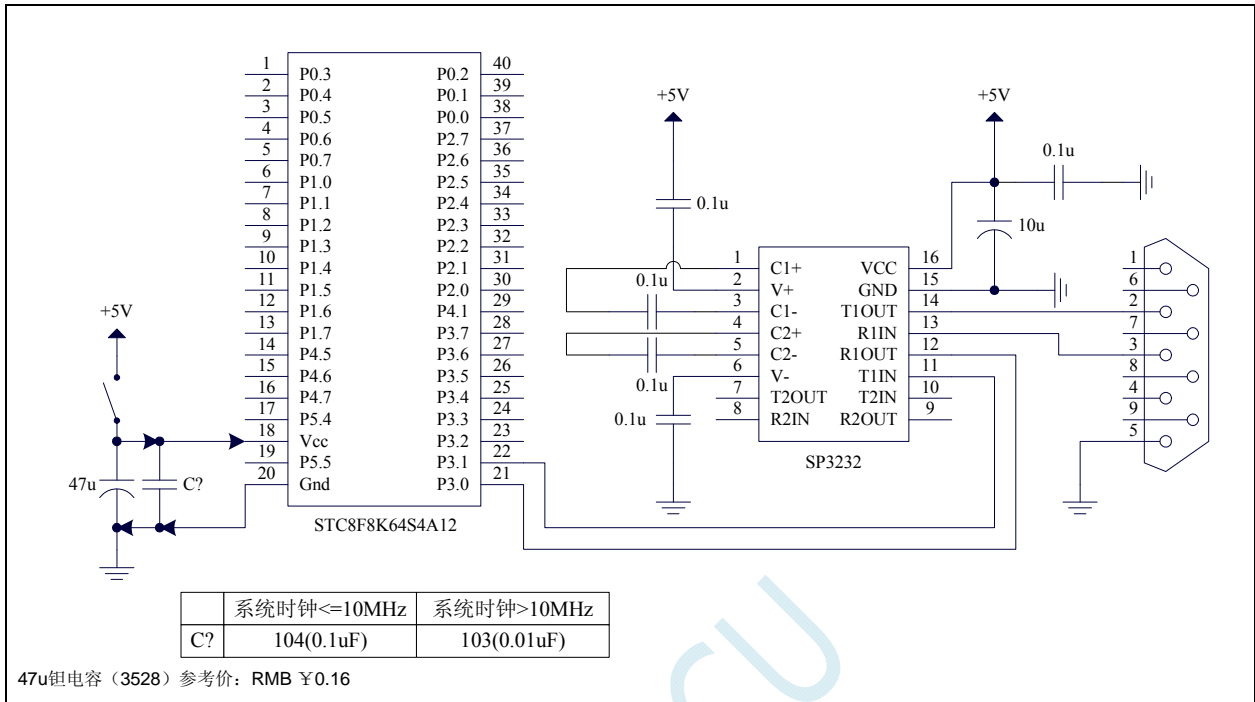 1 P0.3 P0.2 40
2 P0.4 P0.1 39
3 P0.5 P0.0 38
4 P0.6 P2.7 37
5 P0.7 P2.6 36
6 P1.0 P2.5 35
7 P1.1 P2.4 34
8 P1.2 P2.3 33
9 P1.3 P2.2 32
10 P1.4 P2.1 31
11 P1.5 P2.0 30
12 P1.6 P4.1 29
13 P1.7 P3.7 28
14 P4.5 P3.6 27
15 P4.6 P3.5 26
16 P4.7 P3.4 25
17 P5.4 P3.3 24
18 Vcc P3.2 23
19 P5.5 P3.1 22
20 Gnd P3.0 21
STC8F8K64S4A12
+5V
47u
C?
+5V
0.1u
0.1u
0.1u
0.1u
1 C1+ VCC 16
2 V+ GND 15
3 C1- T1OUT 14
4 C2+ R1IN 13
5 C2- R1OUT 12
6 V- T1IN 11
7 T2OUT T2IN 10
8 R2IN R2OUT 9
SP3232
+5V
0.1u
10u
1
6
2
7
3
8
4
9
5
系统时钟<=10MHz 系统时钟>10MHz
C? 104(0.1uF) 103(0.01uF)
47u钽电容（3528）参考价：RMB ￥0.16
CU